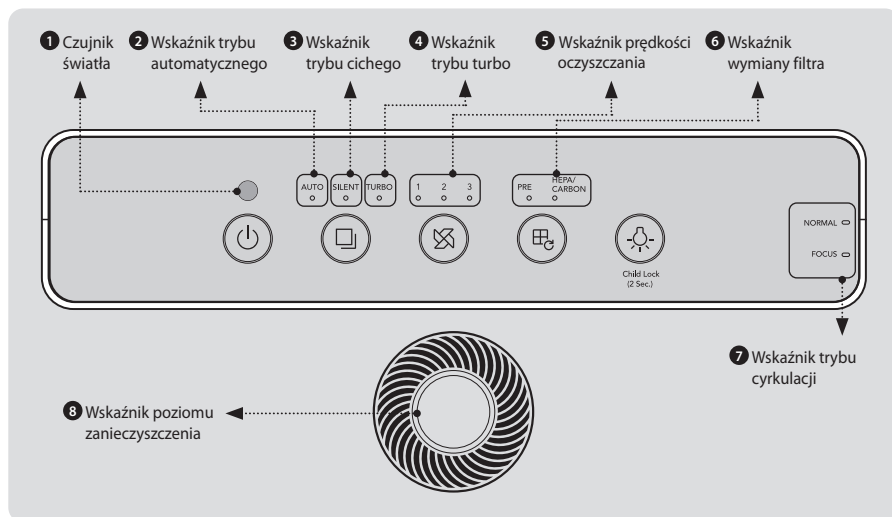 1 Czujnik
światła
2 Wskaźnik trybu
automatycznego
3 Wskaźnik
trybu cichego
4 Wskaźnik
trybu turbo
5 Wskaźnik prędkości
oczyszczania
6 Wskaźnik
wymiany filtra
AUTO
SILENT
TURBO
1 2 3
PRE
HEPA/
CARBON
NORMAL
FOCUS
Child Lock
(2 Sec.)
7 Wskaźnik trybu
cyrkulacji
8 Wskaźnik poziomu
zanieczyszczenia